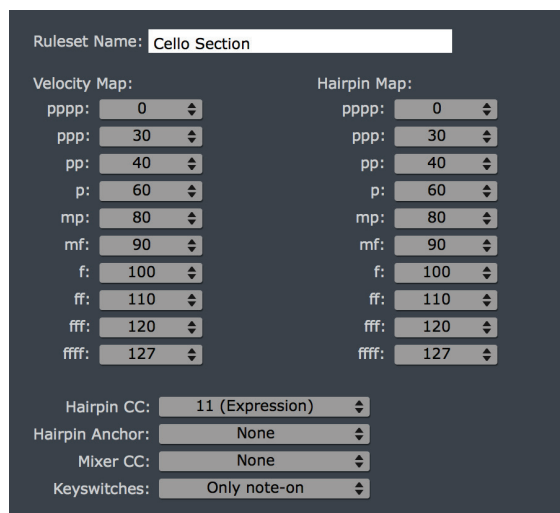 Ruleset Name: Cello Section
Velocity Map: Hairpin Map:
pppp: 0 pppp: 0
ppp: 30 ppp: 30
pp: 40 pp: 40
p: 60 p: 60
mp: 80 mp: 80
mf: 90 mf: 90
f: 100 f: 100
ff: 110 ff: 110
fff: 120 fff: 120
ffff: 127 ffff: 127
Hairpin CC: 11 (Expression)
Hairpin Anchor: None
Mixer CC: None
Keyswitches: Only note-on